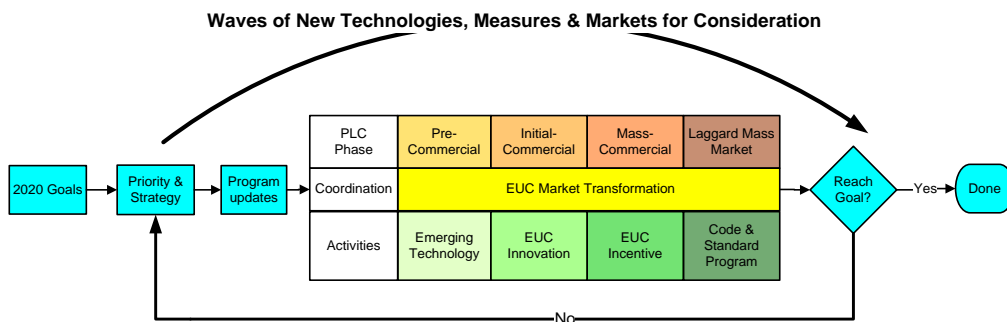 Waves of New Technologies, Measures & Markets for Consideration
2020 Goals
Priority &
Strategy
Program
updates
PLC
Phase
Pre-
Commercial
Initial-
Commercial
Mass-
Commercial
Laggard Mass
Market
Coordination
EUC Market Transformation
Activities
Emerging
Technology
EUC
Innovation
EUC
Incentive
Code &
Standard
Program
Reach
Goal?
Yes
Done
No